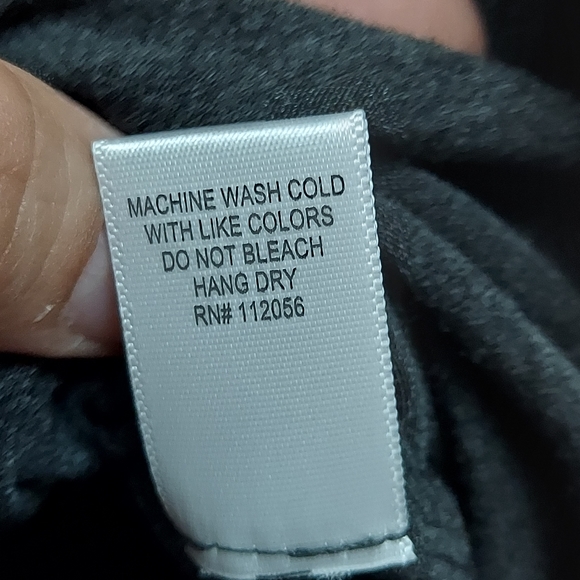 MACHINE WASH COLD
WITH LIKE COLORS
DO NOT BLEACH
HANG DRY
RN# 112056